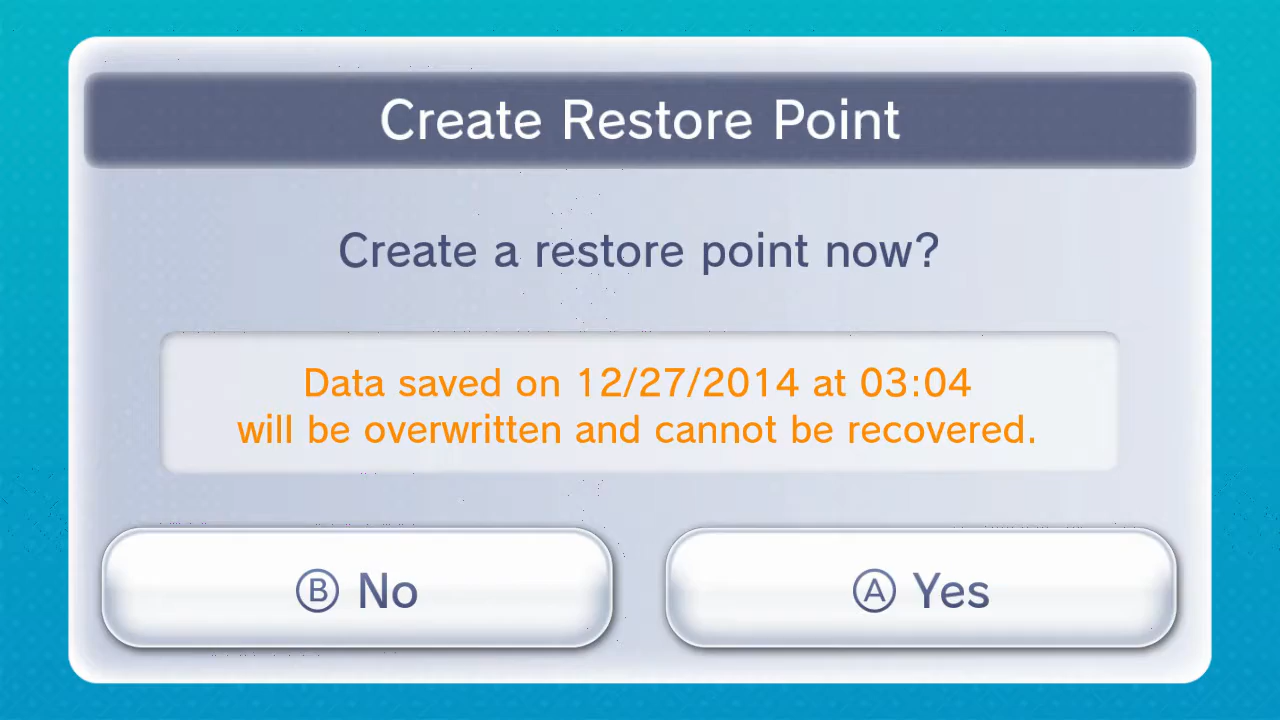 Create Restore Point
Create a restore point now?
Data saved on 12/27/2014 at 03:04
will be overwritten and cannot be recovered.
Ⓑ No
Ⓐ Yes